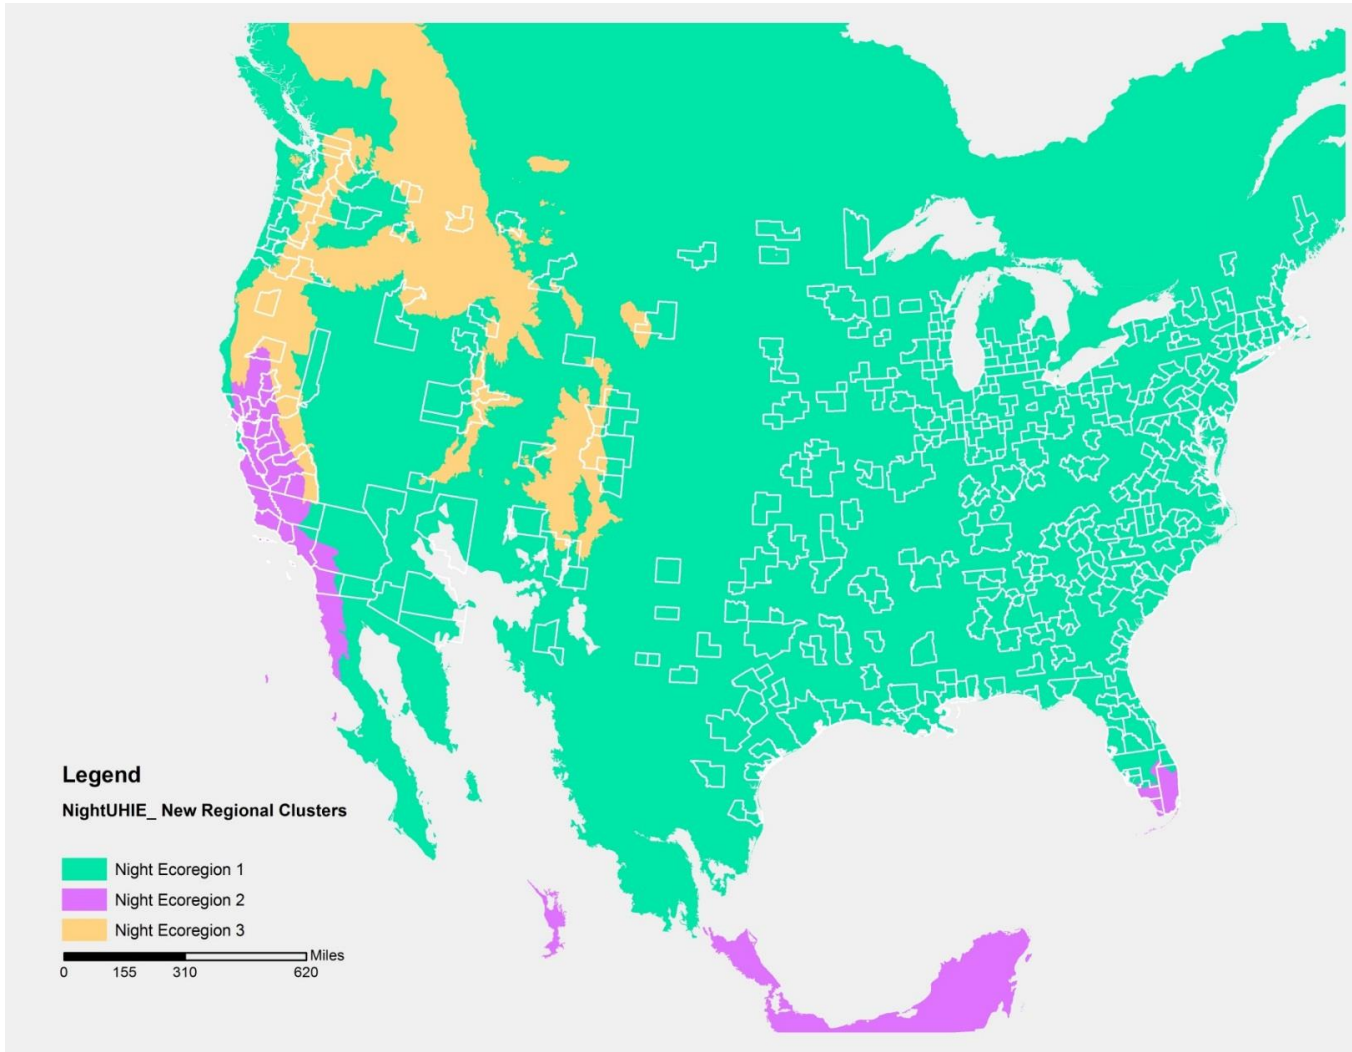 Legend
NightUHIE_ New Regional Clusters
Night Ecoregion 1
Night Ecoregion 2
Night Ecoregion 3
Miles
0 155 310 620